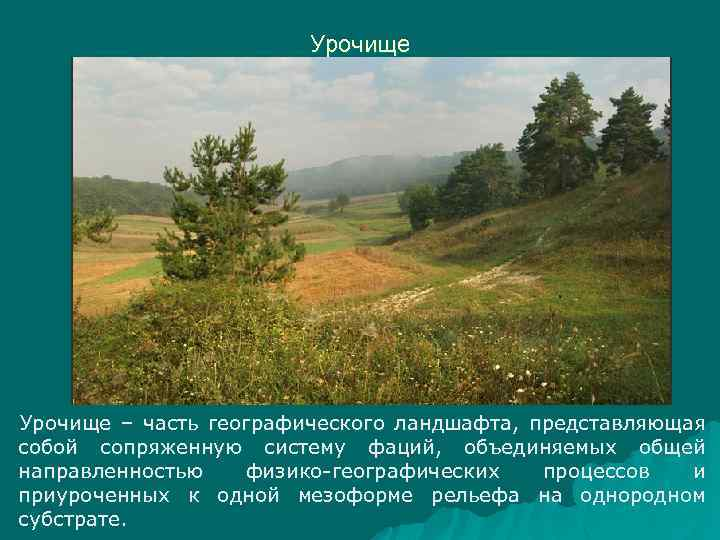 Урочище
Урочище – часть географического ландшафта, представляющая
собой сопряженную систему фаций, объединяемых общей
направленностью физико-географических процессов и
приуроченных к одной мезоформе рельефа на однородном
субстрате.